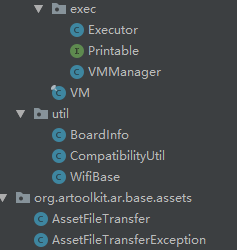 exec
Executor
Printable
VMManager
VM
util
BoardInfo
CompatibilityUtil
WifiBase
org.artoolkit.ar.base.assets
AssetFileTransfer
AssetFileTransferException